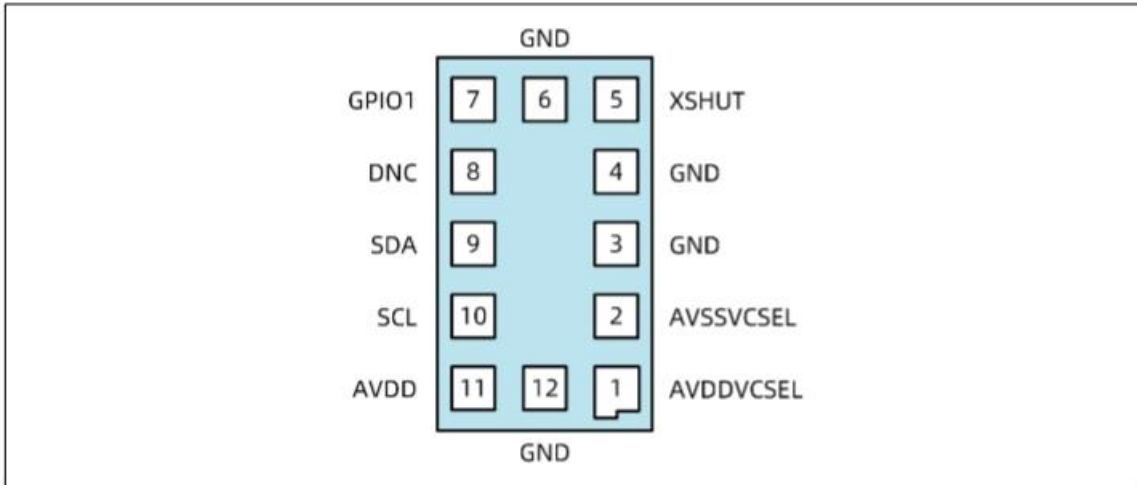 GND
GPIO1 7 6 5 XSHUT
DNC 8 4 GND
SDA 9 3 GND
SCL 10 2 AVSSVCSEL
AVDD 11 12 1 AVDDVCSEL
GND